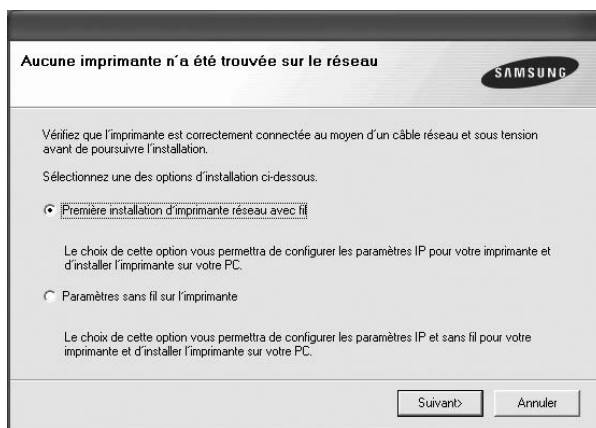 Aucune imprimante n'a été trouvée sur le réseau
SAMSUNG
Vérifiez que l'imprimante est correctement connectée au moyen d'un câble réseau et sous tension
avant de poursuivre l'installation.
Sélectionnez une des options d'installation ci-dessous.
Première installation d'imprimante réseau avec fil
Le choix de cette option vous permettra de configurer les paramètres IP pour votre imprimante et
d'installer l'imprimante sur votre PC.
Paramètres sans fil sur l'imprimante
Le choix de cette option vous permettra de configurer les paramètres IP et sans fil pour votre
imprimante et d'installer l'imprimante sur votre PC.
Suivant>
Annuler